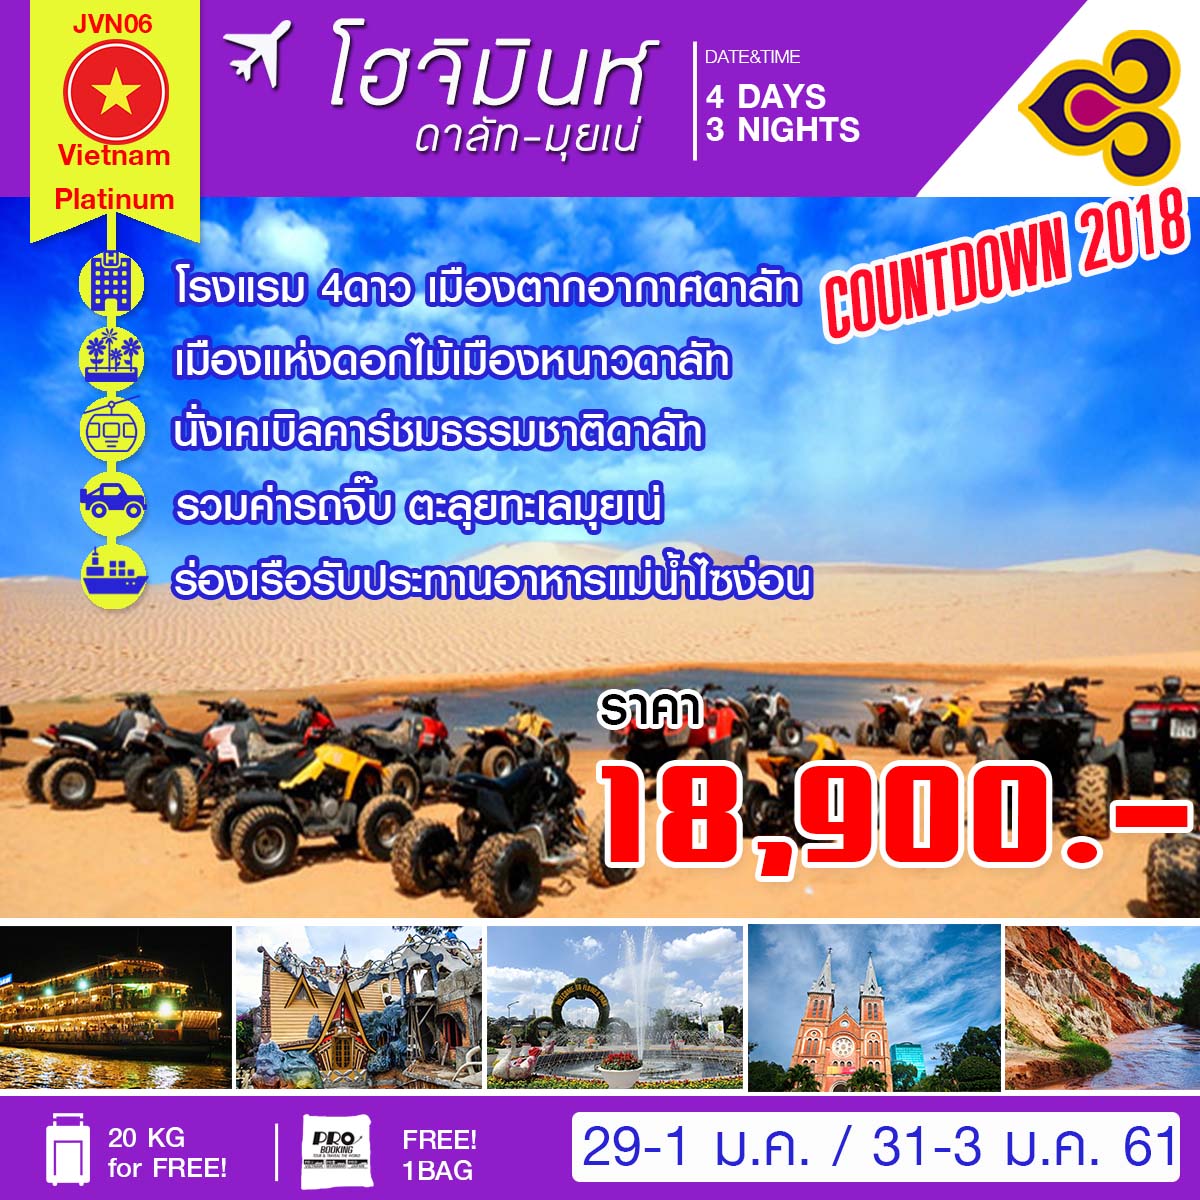 JVN06
Vietnam
Platinum
โฮจิมินห์
ดาลัท-มุยเน่
DATE&TIME
4 DAYS
3 NIGHTS
COUNTDOWN 2018
โรงแรม 4ดาว เมืองตากอากาศดาลัท
เมืองแห่งดอกไม้เมืองหนาวดาลัท
นั่งเคเบิลคาร์ชมธรรมชาติดาลัท
รวมค่ารถจิ๊บ ตะลุยทะเลมุยเน่
ร่องเรือรับประทานอาหารแม่น้ำไซง่อน
ราคา
18,900.-
20 KG
for FREE!
PRO
BOOKING
FREE!
1BAG
29-1 ม.ค. / 31-3 ม.ค. 61